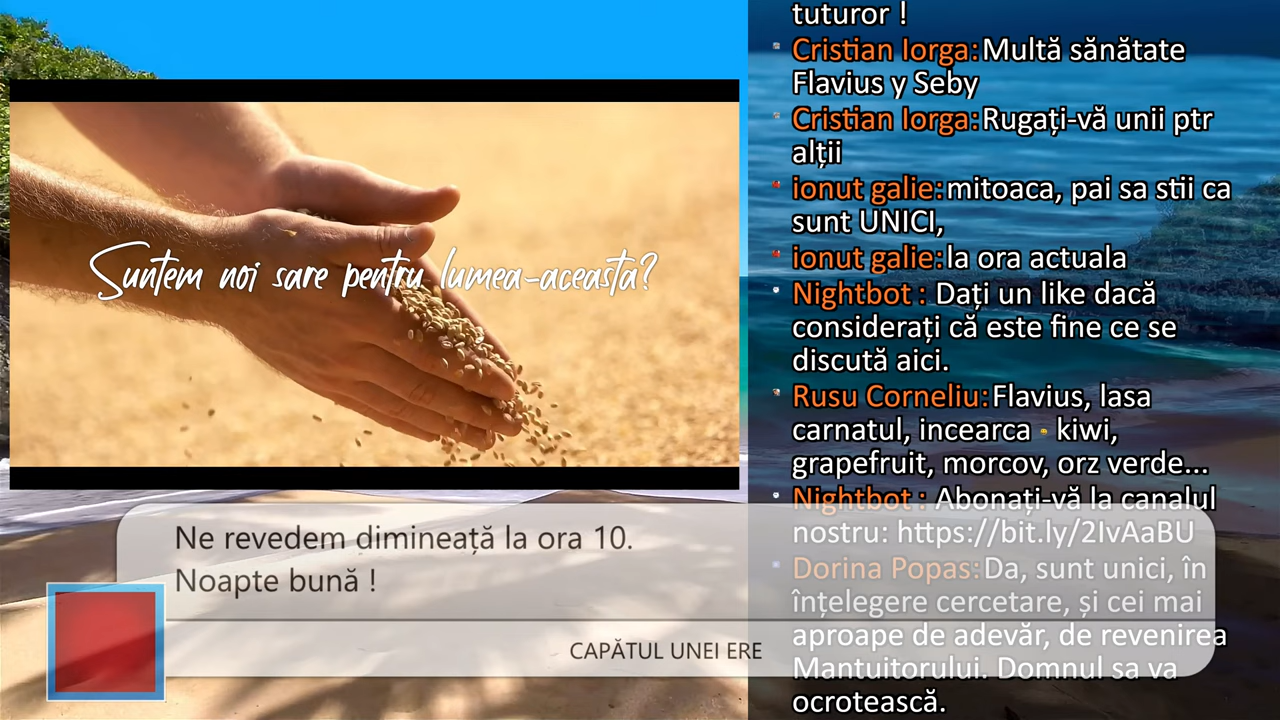 Suntem noi sare pentru lumea-aceasta?
tuturor !
Cristian Iorga: Multă sănătate
Flavius y Seby
Cristian Iorga: Rugați-vă unii ptr
alții
ionut galie: mitoaca, pai sa stii ca
sunt UNICI,
ionut galie: la ora actuala
Nightbot : Dați un like dacă
considerați că este fine ce se
discută aici.
Rusu Corneliu: Flavius, lasa
carnatul, incearca kiwi,
grapefruit, morcov, orz verde...
Nightbot : Abonați-vă la canalul
nostru: https://bit.ly/2IvAaBU
Dorina Popas: Da, sunt unici, în
înțelegere cercetare, și cei mai
aproape de adevăr, de revenirea
Mantuitorului. Domnul sa va
ocrotească.
Ne revedem dimineață la ora 10.
Noapte bună !
CAPĂTUL UNEI ERE